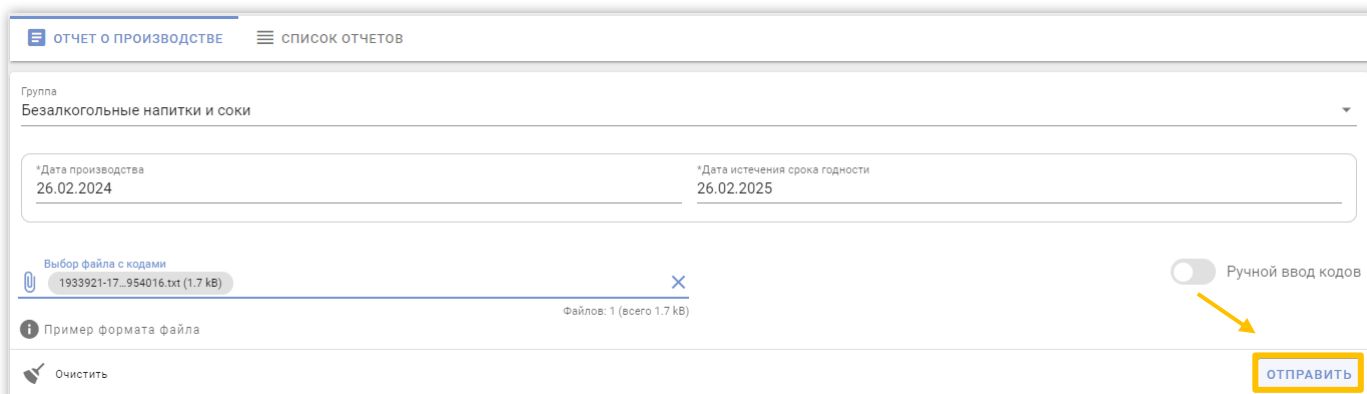 ОТЧЕТ О ПРОИЗВОДСТВЕ СПИСОК ОТЧЕТОВ
Группа
Безалкогольные напитки и соки
*Дата производства *Дата истечения срока годности
26.02.2024 26.02.2025
Выбор файла с кодами
1933921-17...954016.txt (1.7 kB) Ручной ввод кодов
Файлов: 1 (всего 1.7 kB)
Пример формата файла
Очистить ОТПРАВИТЬ